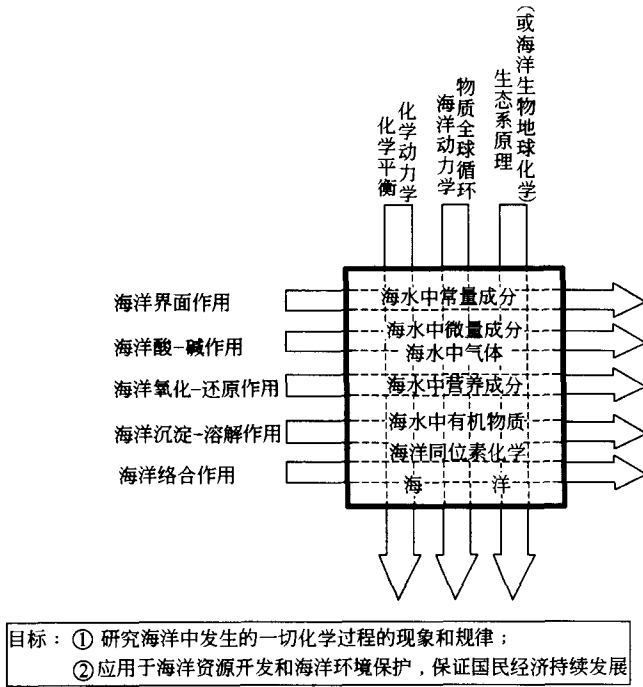 化学平衡
化学动力学
海洋动力学
物质全球循环
生态系原理
（或海洋生物地球化学）
海洋界面作用
海洋酸-碱作用
海洋氧化-还原作用
海洋沉淀-溶解作用
海洋络合作用
海水中常量成分
海水中微量成分
海水中气体
海水中营养成分
海水中有机物质
海洋同位素化学
海 洋
目标：① 研究海洋中发生的一切化学过程的现象和规律；
② 应用于海洋资源开发和海洋环境保护，保证国民经济持续发展